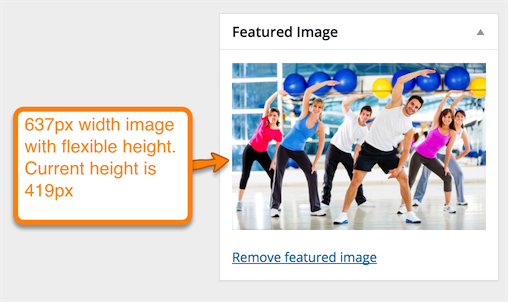 Featured Image
637px width image
with flexible height.
Current height is
419px
Remove featured image